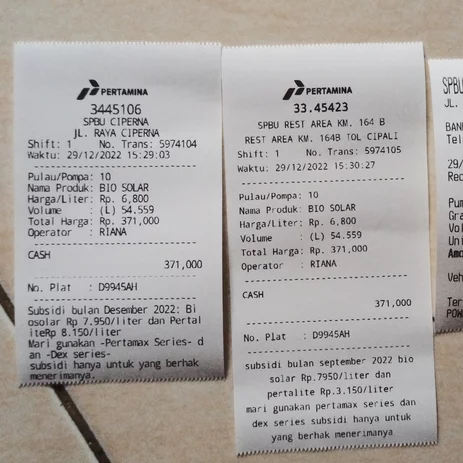 PERTAMINA
3445106
SPBU CIPERNA
JL. RAYA CIPERNA
Shift: 1 No. Trans: 5974104
Waktu: 29/12/2022 15:29:03
Pulau/Pompa: 10
Nama Produk: BIO SOLAR
Harga/Liter: Rp. 6,800
Volume : (L) 54.559
Total Harga: Rp. 371,000
Operator : RIANA
CASH
371,000
No. Plat : D9945AH
Subsidi bulan Desember 2022: Bi
osolar Rp 7.950/liter dan Pertal
iteRp 8.150/liter
Mari gunakan -Pertamax Series- d
an -Dex series-
subsidi hanya untuk yang berhak
menerimanya.
PERTAMINA
33.45423
SPBU REST AREA KM. 164 B
REST AREA KM. 164B TOL CIPALI
Shift: 1 No. Trans: 5974105
Waktu: 29/12/2022 15:30:27
Pulau/Pompa: 10
Nama Produk: BIO SOLAR
Harga/Liter: Rp. 6,800
Volume : (L) 54.559
Total Harga: Rp. 371,000
Operator : RIANA
CASH
371,000
No. Plat : D9945AH
subsidi bulan september 2022 bio
solar Rp.7950/liter dan
pertalite Rp.3.150/liter
mari gunakan pertamax series dan
dex series subsidi hanya untuk
yang berhak menerimanya
SPBU
JL.
BAN
Tel
29/
Rec
Pum
Gra
Vol
Uni
Amo
Veh
Ter
POW